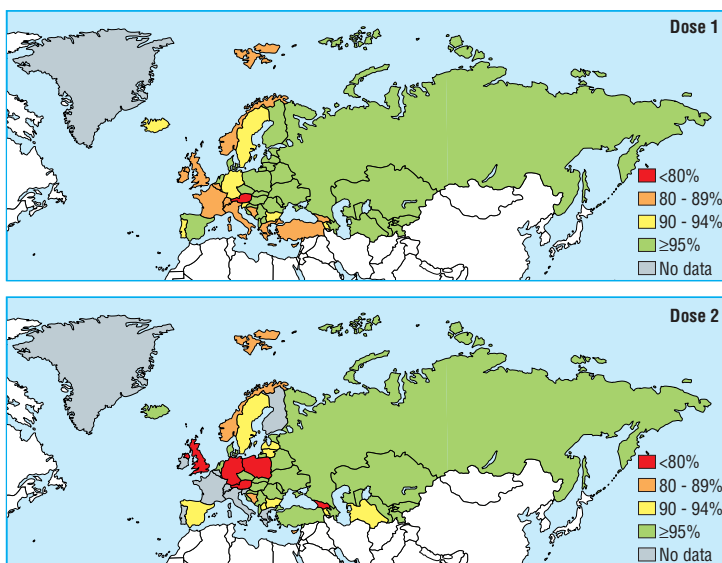 Dose 1
<80%
80 - 89%
90 - 94%
≥95%
No data
Dose 2
<80%
80 - 89%
90 - 94%
≥95%
No data